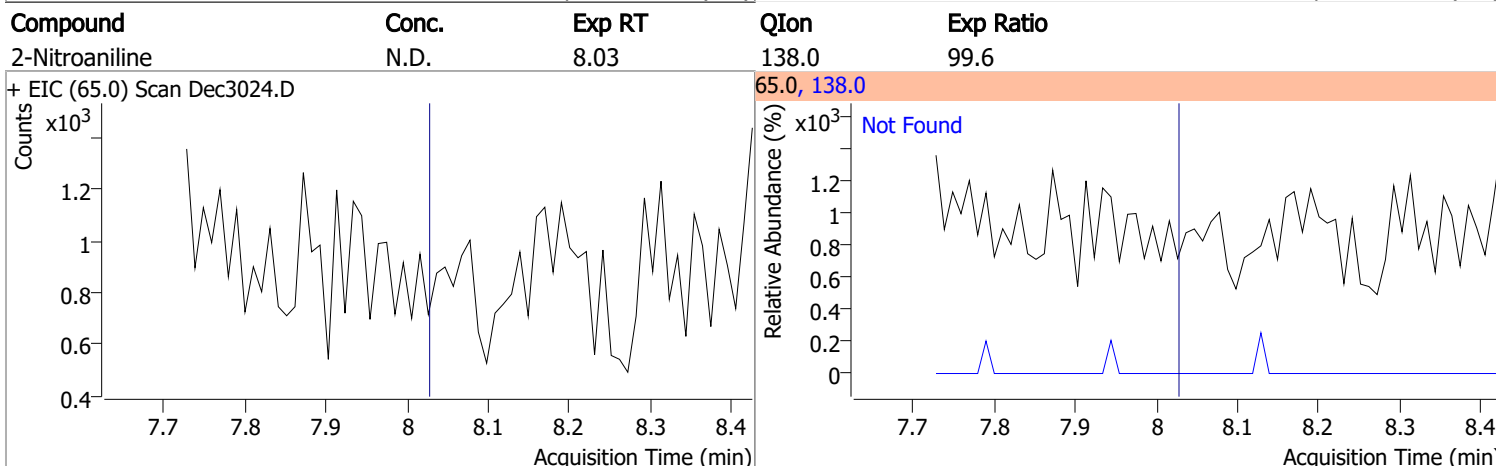 Compound Conc. Exp RT QIon Exp Ratio
2-Nitroaniline N.D. 8.03 138.0 99.6
+ EIC (65.0) Scan Dec3024.D
Counts
x10³
1.2
1
0.8
0.6
0.4
7.7 7.8 7.9 8 8.1 8.2 8.3 8.4
Acquisition Time (min)
65.0, 138.0
Relative Abundance (%)
x10³
Not Found
1.2
1
0.8
0.6
0.4
0.2
0
7.7 7.8 7.9 8 8.1 8.2 8.3 8.4
Acquisition Time (min)